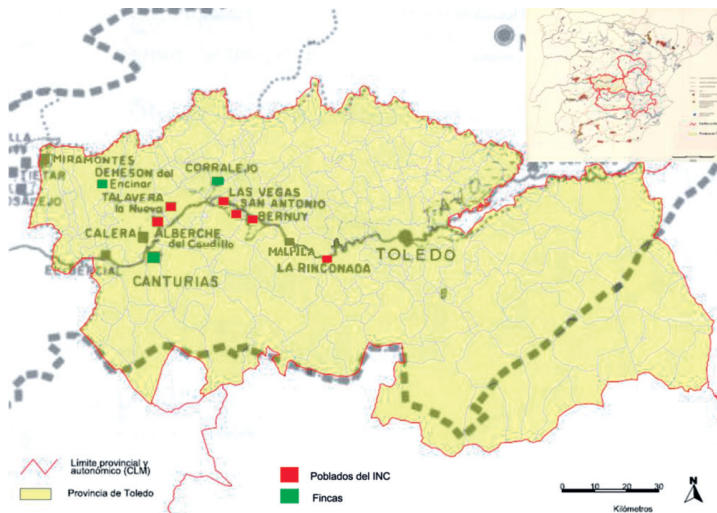 MIRAMONTES
TIETAR
DEHESON del
Encinar
CORRALEJO
TALAVERA
la Nueva
LAS VEGAS
SAN ANTONIO
BERNUY
TAJO
CALERA
ALBERCHE
del Caudillo
MALPILA
TOLEDO
LA RINCONADA
CANTURIAS
Límite provincial y
autonómico (CLM)
Provincia de Toledo
Poblados del INC
Fincas
0
10
20
30
Kilómetros
N